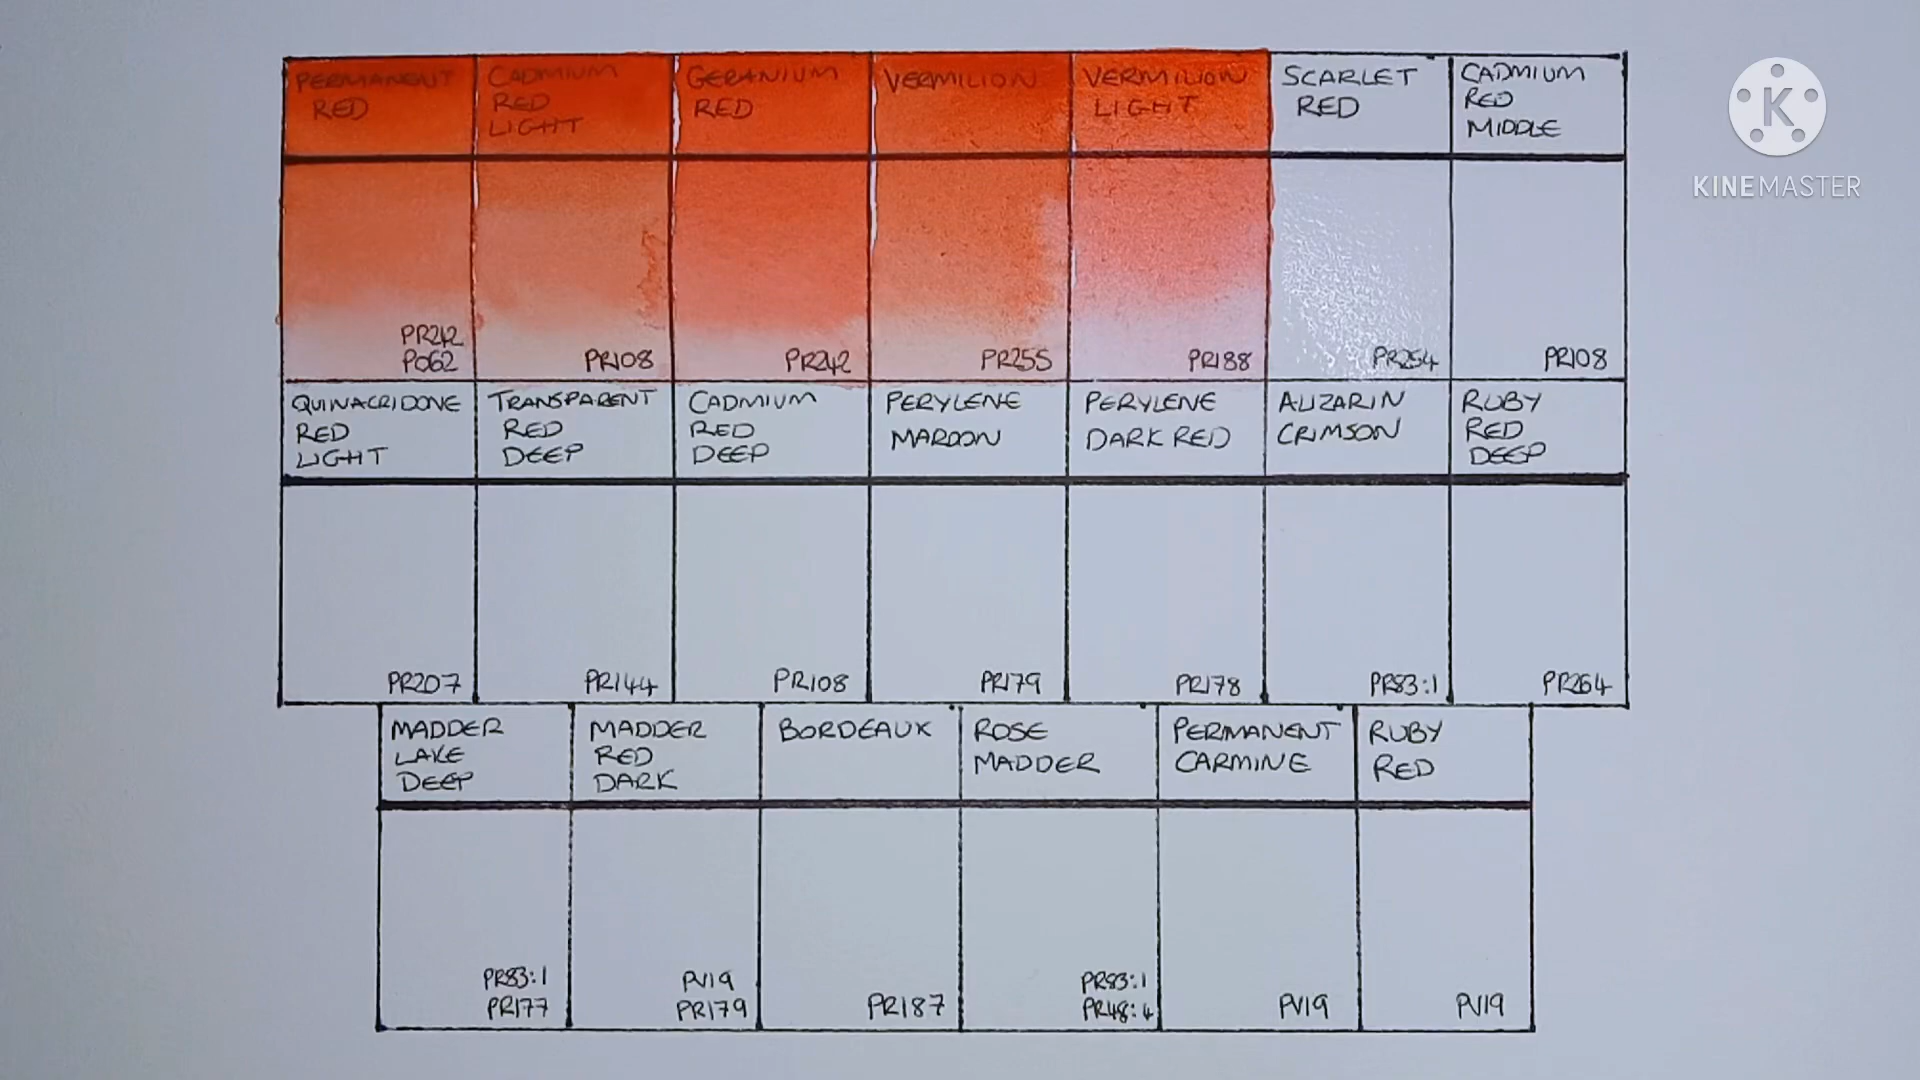 PERMANENT
RED
CADMIUM
RED
LIGHT
GERANIUM
RED
VERMILION
VERMILION
LIGHT
SCARLET
RED
CADMIUM
RED
MIDDLE
PR242
PO62
PR108
PR242
PR255
PR188
PR254
PR108
QUINACRIDONE
RED
LIGHT
TRANSPARENT
RED
DEEP
CADMIUM
RED
DEEP
PERYLENE
MAROON
PERYLENE
DARK RED
ALIZARIN
CRIMSON
RUBY
RED
DEEP
PR207
PR144
PR108
PR179
PR178
PR83:1
PR264
MADDER
LAKE
DEEP
MADDER
RED
DARK
BORDEAUX
ROSE
MADDER
PERMANENT
CARMINE
RUBY
RED
PR83:1
PR177
PV19
PR179
PR187
PR83:1
PR48:4
PV19
PV19
K
KINEMASTER